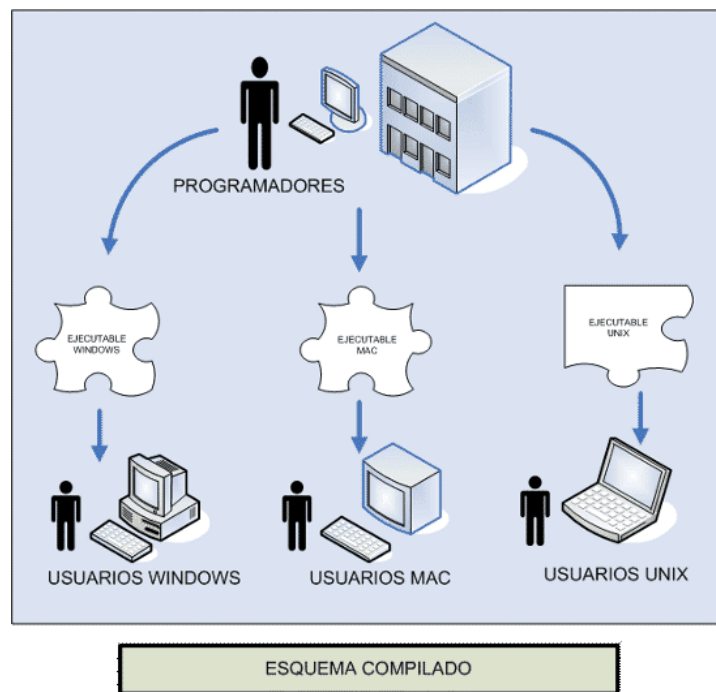 PROGRAMADORES
EJECUTABLE
WINDOWS
EJECUTABLE
MAC
EJECUTABLE
UNIX
USUARIOS WINDOWS
USUARIOS MAC
USUARIOS UNIX
ESQUEMA COMPILADO